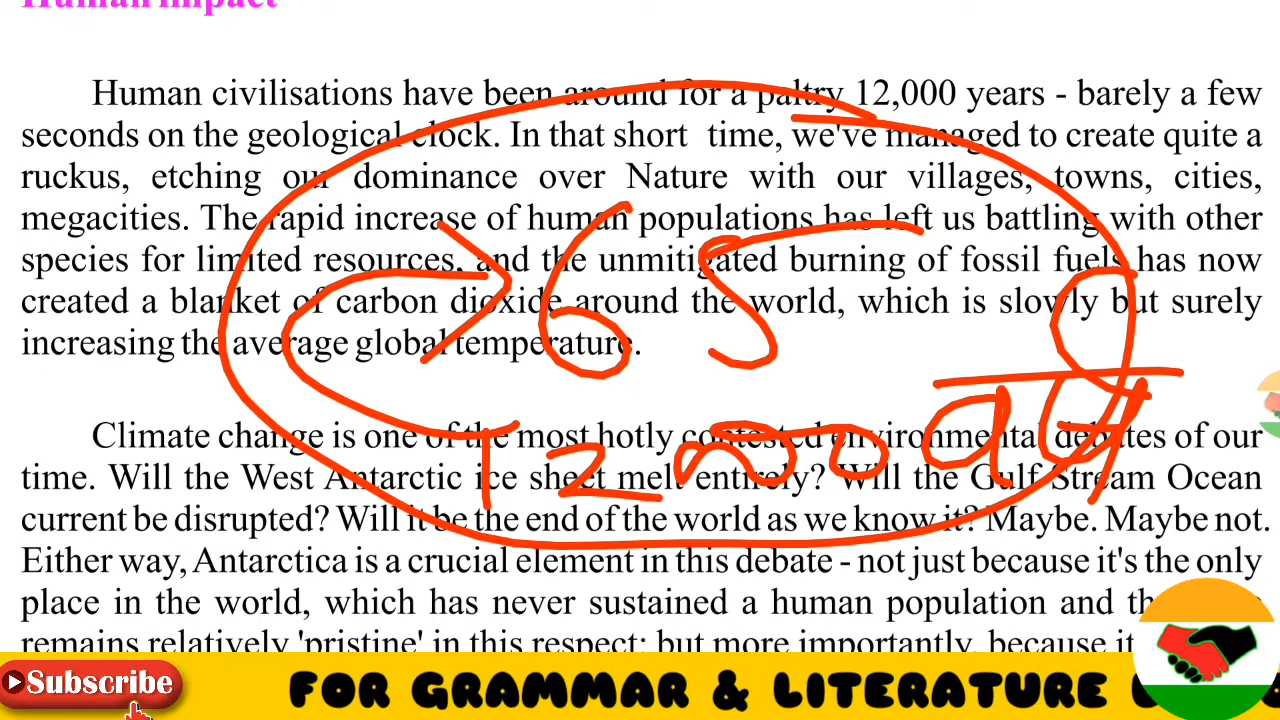 Human impact
Human civilisations have been around for a paltry 12,000 years - barely a few
seconds on the geological clock. In that short time, we've managed to create quite a
ruckus, etching our dominance over Nature with our villages, towns, cities,
megacities. The rapid increase of human populations has left us battling with other
species for limited resources, and the unmitigated burning of fossil fuels has now
created a blanket of carbon dioxide around the world, which is slowly but surely
increasing the average global temperature.
65
12000
Climate change is one of the most hotly contested environmental debates of our
time. Will the West Antarctic ice sheet melt entirely? Will the Gulf Stream Ocean
current be disrupted? Will it be the end of the world as we know it? Maybe. Maybe not.
Either way, Antarctica is a crucial element in this debate - not just because it's the only
place in the world, which has never sustained a human population and
remains relatively 'pristine' in this respect; but more importantly, because it
Subscribe
FOR GRAMMAR & LITERATURE